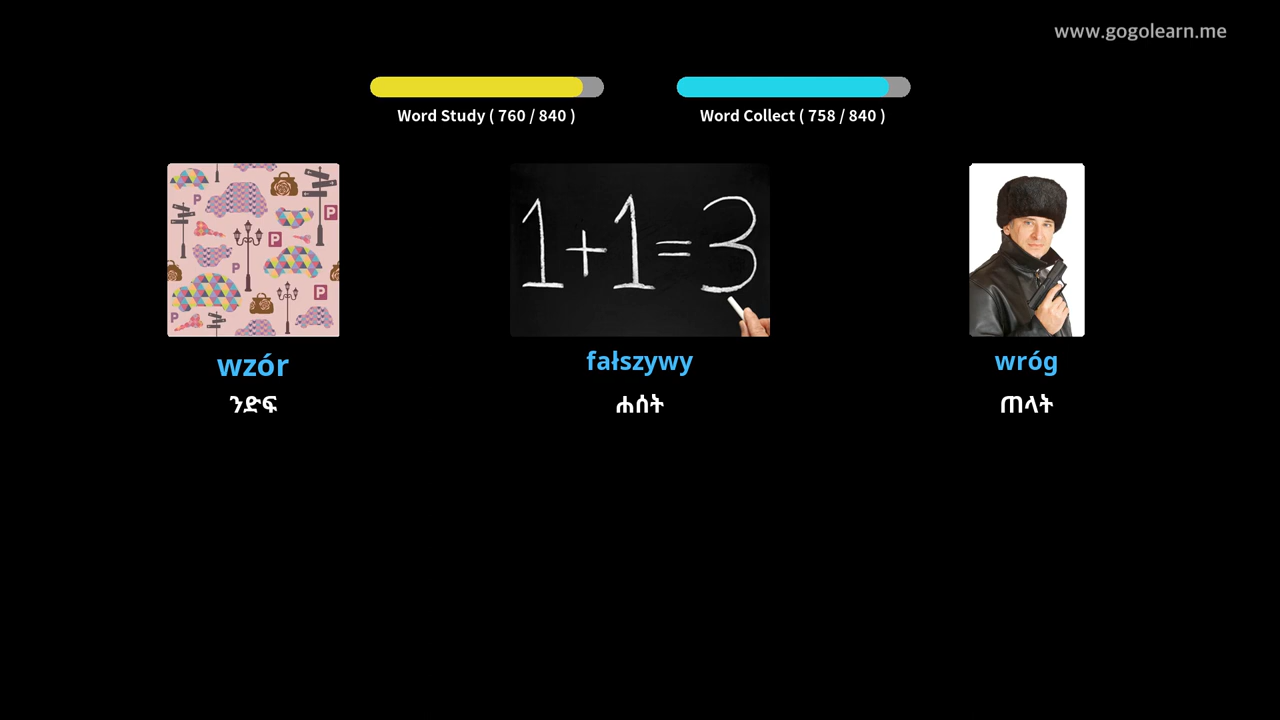 www.gogolearn.me
Word Study ( 760 / 840 )
Word Collect ( 758 / 840 )
P
P
P
P
P
P
1+1=3
wzór
fałszywy
wróg
ንድፍ
ሐሰት
ጠላት